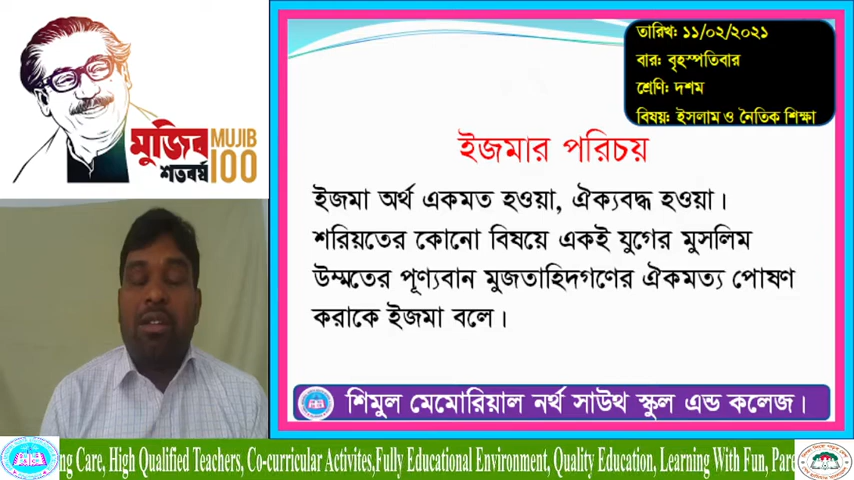 মুজিব
শতবর্ষ
MUJIB
100
তারিখ: ১১/০২/২০২১
বার: বৃহস্পতিবার
শ্রেণি: দশম
বিষয়: ইসলাম ও নৈতিক শিক্ষা
ইজমার পরিচয়
ইজমা অর্থ একমত হওয়া, ঐক্যবদ্ধ হওয়া।
শরিয়তের কোনো বিষয়ে একই যুগের মুসলিম
উম্মতের পূণ্যবান মুজতাহিদগণের ঐকমত্য পোষণ
করাকে ইজমা বলে।
শিমুল মেমোরিয়াল নর্থ সাউথ স্কুল এন্ড কলেজ।
ng Care, High Qualified Teachers, Co-curricular Activites,Fully Educational Environment, Quality Education, Learning With Fun, Pare